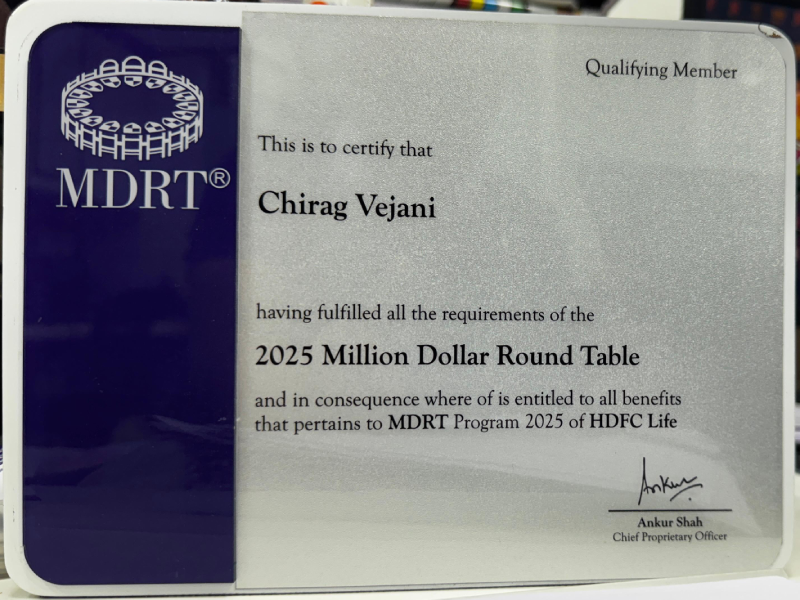 MDRT®
Qualifying Member
This is to certify that
Chirag Vejani
having fulfilled all the requirements of the
2025 Million Dollar Round Table
and in consequence where of is entitled to all benefits
that pertains to MDRT Program 2025 of HDFC Life
Ankur
Ankur Shah
Chief Proprietary Officer